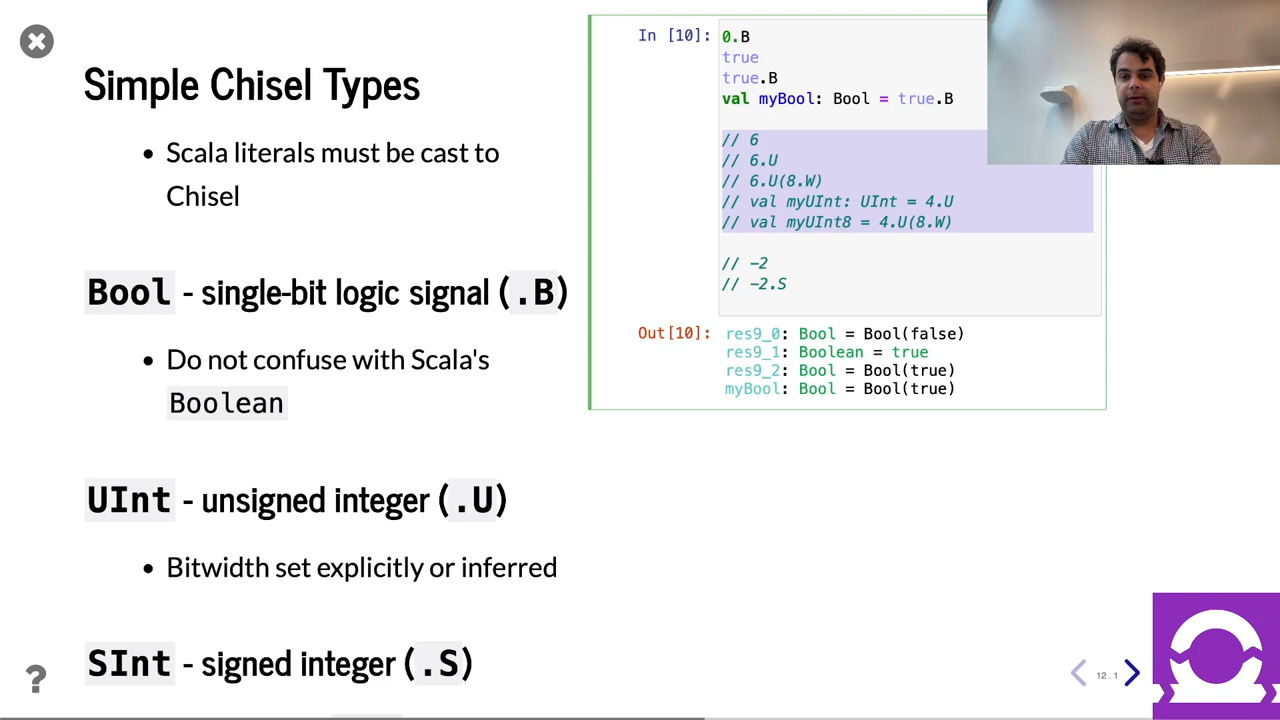 Simple Chisel Types
• Scala literals must be cast to
Chisel
Bool - single-bit logic signal (.B)
• Do not confuse with Scala's
Boolean
UInt - unsigned integer (.U)
• Bitwidth set explicitly or inferred
SInt - signed integer (.S)
In [10]:
0.B
true
true.B
val myBool: Bool = true.B
// 6
// 6.U
// 6.U(8.W)
// val myUInt: UInt = 4.U
// val myUInt8 = 4.U(8.W)
// -2
// -2.S
Out[10]:
res9_0: Bool = Bool(false)
res9_1: Boolean = true
res9_2: Bool = Bool(true)
myBool: Bool = Bool(true)
?
12.1